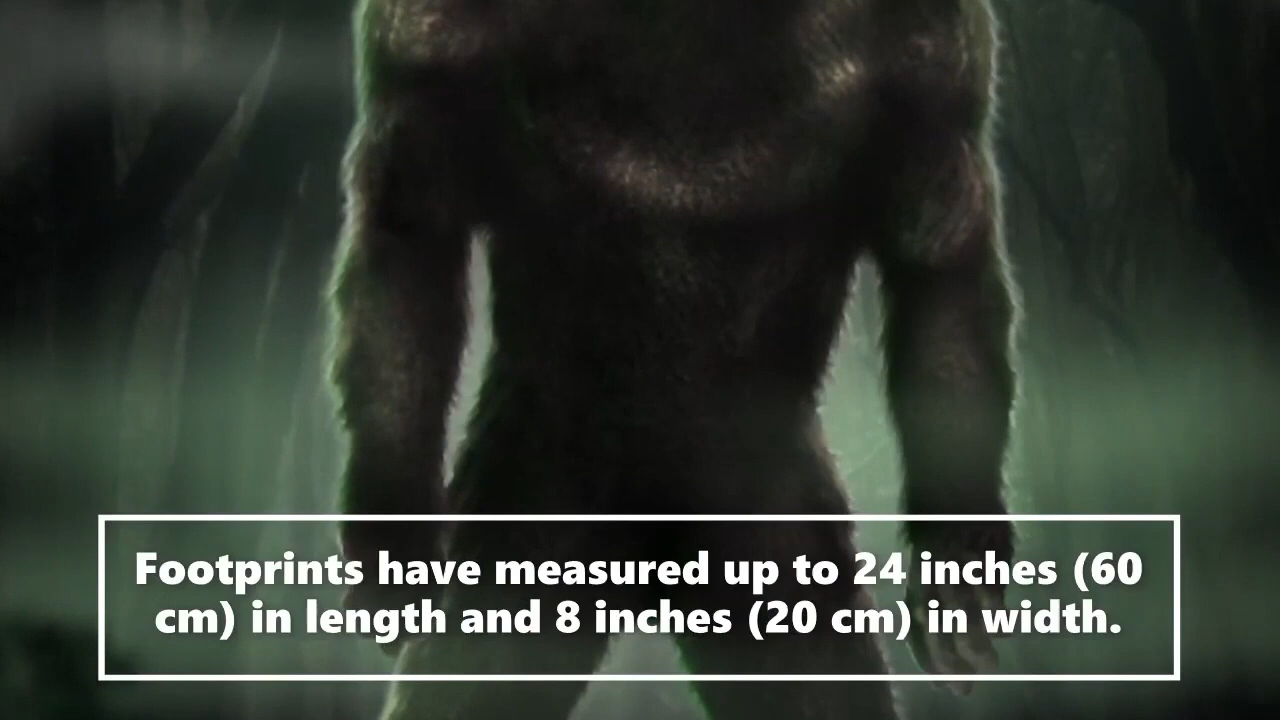 Footprints have measured up to 24 inches (60
cm) in length and 8 inches (20 cm) in width.